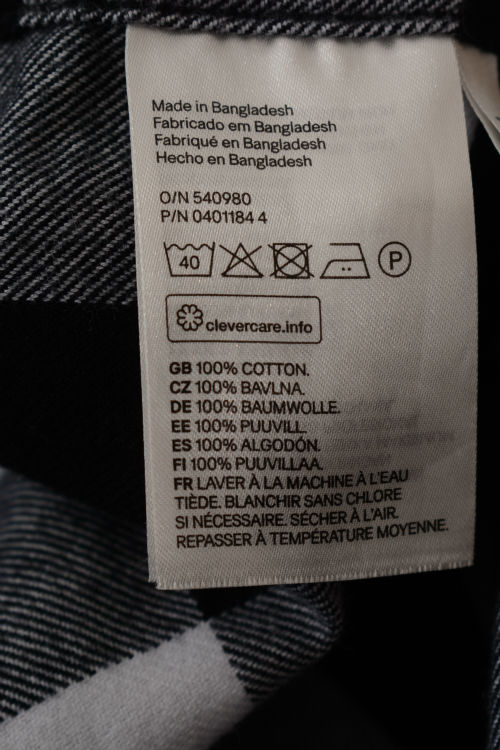 Made in Bangladesh
Fabricado em Bangladesh
Fabriqué en Bangladesh
Hecho en Bangladesh
O/N 540980
P/N 0401184 4
40 P
clevercare.info
GB 100% COTTON.
CZ 100% BAVLNA.
DE 100% BAUMWOLLE.
EE 100% PUUVILL.
ES 100% ALGODÓN.
FI 100% PUUVILLAA.
FR LAVER À LA MACHINE À L'EAU
TIÈDE. BLANCHIR SANS CHLORE
SI NÉCESSAIRE. SÉCHER À L'AIR.
REPASSER À TEMPÉRATURE MOYENNE.